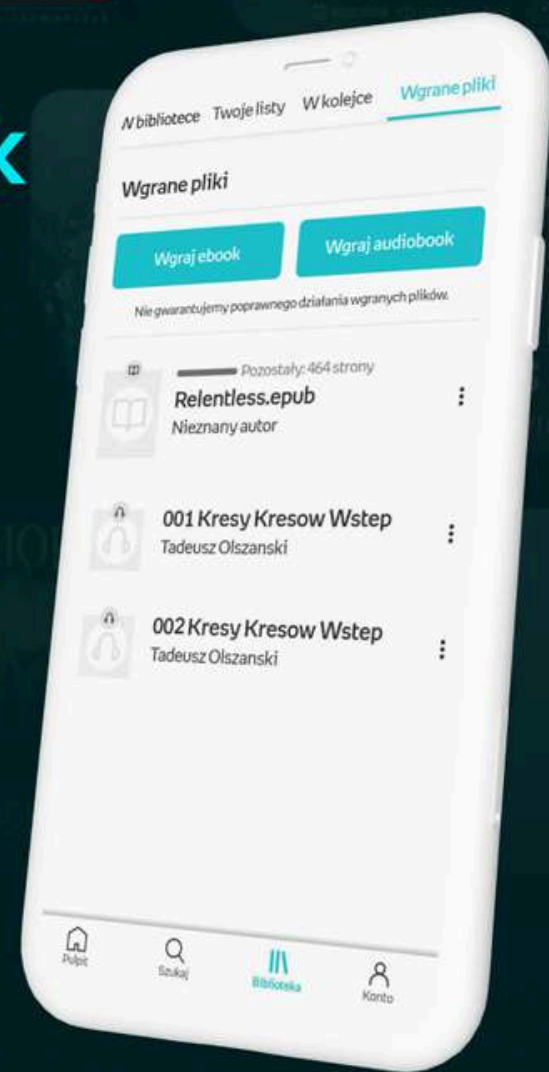 k
W bibliotece Twoje listy W kolejce Wgrane pliki
Wgrane pliki
Wgraj ebook Wgraj audiobook
Nie gwarantujemy poprawnego działania wgranych plików.
Pozostały: 464 strony
Relentless.epub
Nieznany autor
001 Kresy Kresow Wstep
Tadeusz Olszanski
002 Kresy Kresow Wstep
Tadeusz Olszanski
Pulpit Szukaj Biblioteka Konto